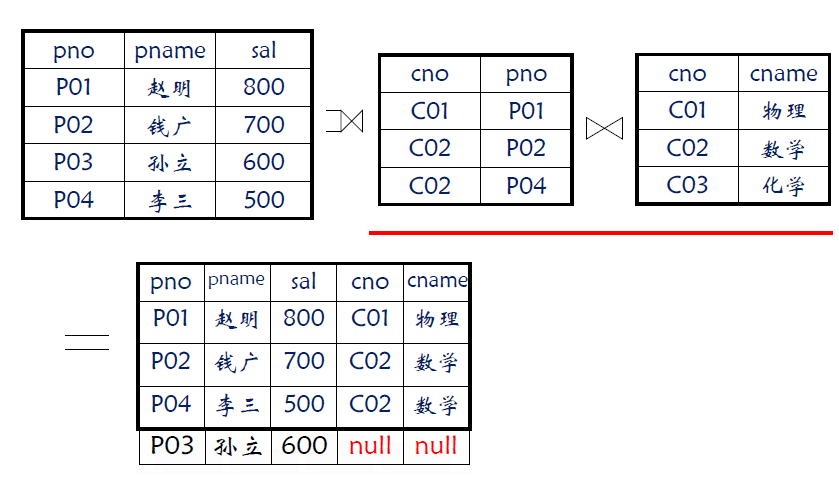 pno pname sal
P01 赵明 800
P02 钱广 700
P03 孙立 600
P04 李三 500
cno pno
C01 P01
C02 P02
C02 P04
cno cname
C01 物理
C02 数学
C03 化学
pno pname sal cno cname
P01 赵明 800 C01 物理
P02 钱广 700 C02 数学
P04 李三 500 C02 数学
P03 孙立 600 null null